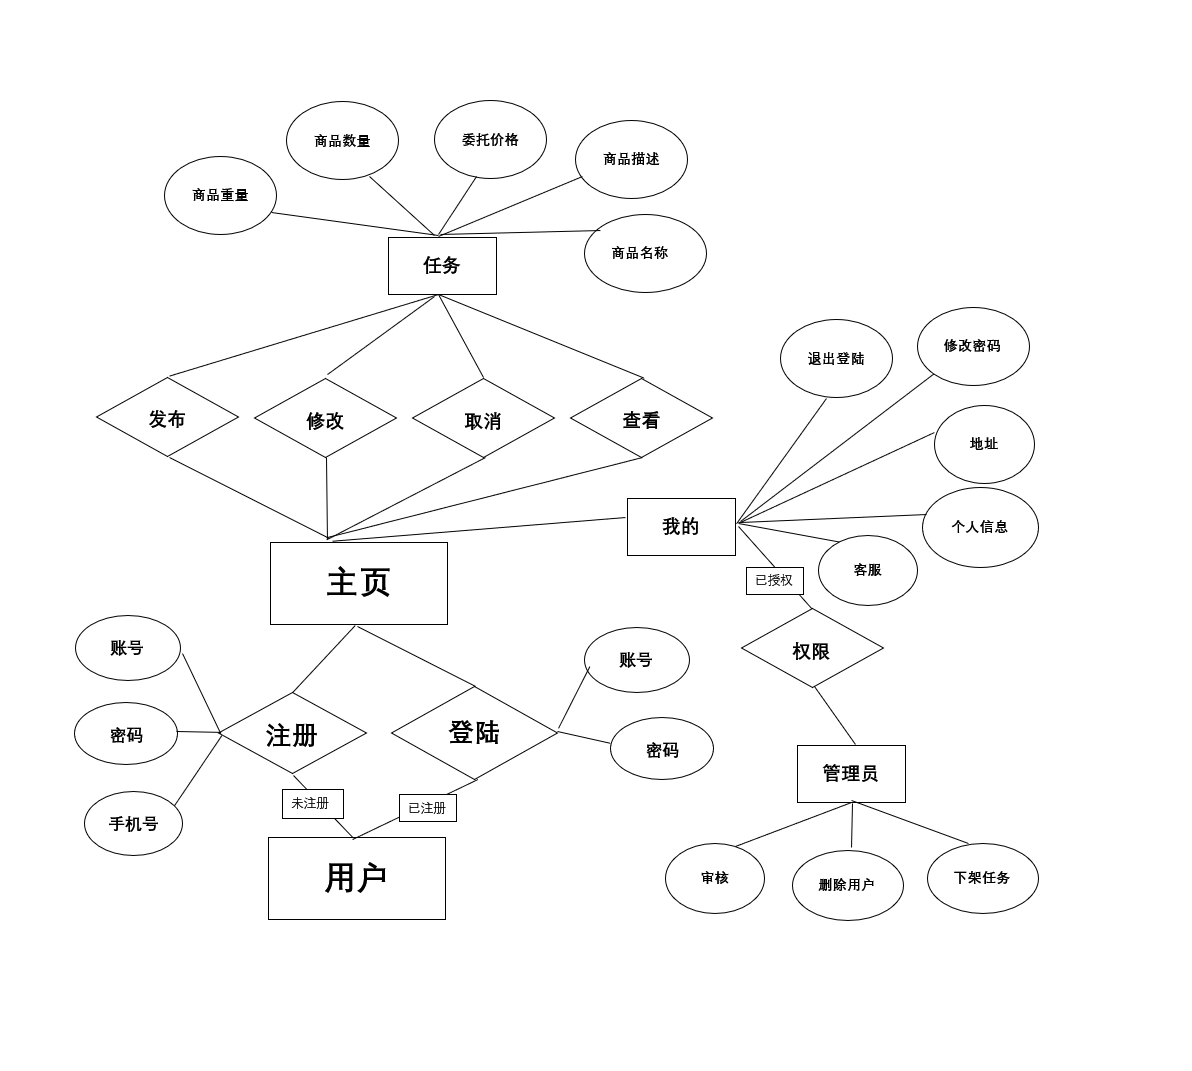 商品数量
委托价格
商品描述
商品重量
商品名称
任务
退出登陆
修改密码
发布
修改
取消
查看
地址
我的
个人信息
客服
已授权
主页
账号
账号
权限
密码
注册
登陆
密码
管理员
未注册
已注册
手机号
用户
审核
删除用户
下架任务